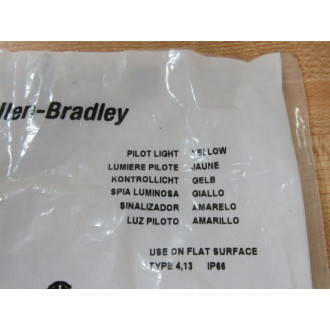 llen-Bradley
PILOT LIGHT YELLOW
LUMIERE PILOTE JAUNE
KONTROLLICHT GELB
SPIA LUMINOSA GIALLO
SINALIZADOR AMARELO
LUZ PILOTO AMARILLO
USE ON FLAT SURFACE
TYPE 4,13 IP66